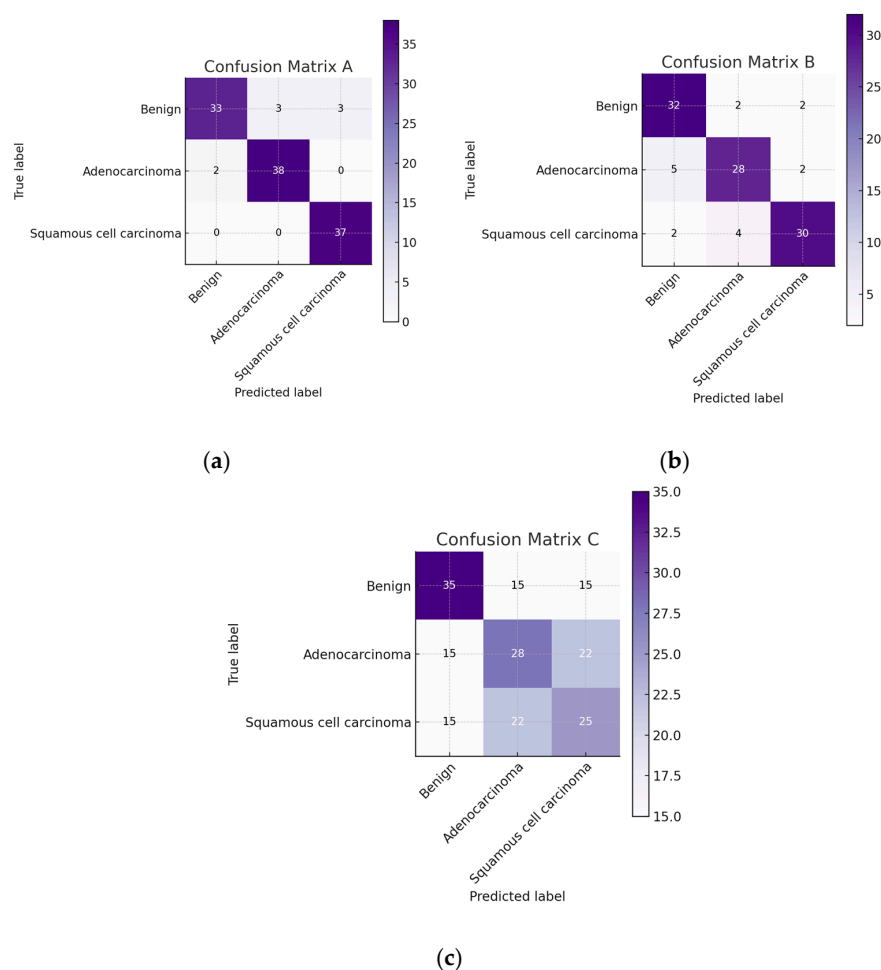 Confusion Matrix A
True label
Benign
Adenocarcinoma
Squamous cell carcinoma
33 3 3
2 38 0
0 0 37
Benign
Adenocarcinoma
Squamous cell carcinoma
Predicted label
35
30
25
20
15
10
5
0
(a)
Confusion Matrix B
True label
Benign
Adenocarcinoma
Squamous cell carcinoma
32 2 2
5 28 2
2 4 30
Benign
Adenocarcinoma
Squamous cell carcinoma
Predicted label
30
25
20
15
10
5
(b)
Confusion Matrix C
True label
Benign
Adenocarcinoma
Squamous cell carcinoma
35 15 15
15 28 22
15 22 25
Benign
Adenocarcinoma
Squamous cell carcinoma
Predicted label
35.0
32.5
30.0
27.5
25.0
22.5
20.0
17.5
15.0
(c)